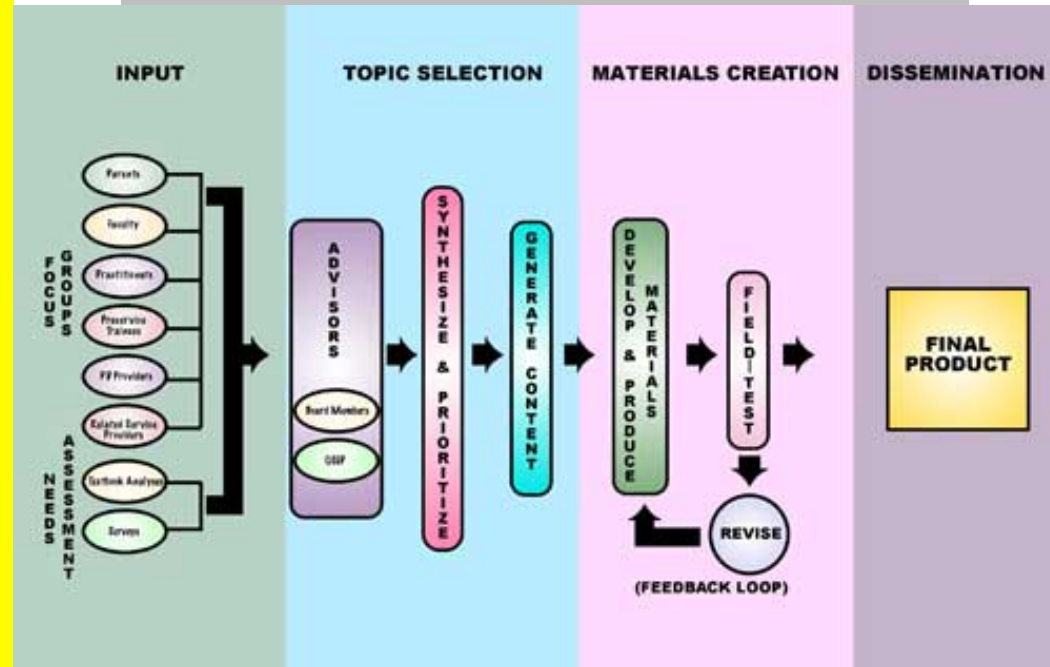 INPUT
TOPIC SELECTION
MATERIALS CREATION
DISSEMINATION
FOCUS
GROUPS
Parents
Faculty
Practitioners
Preservice
Trainees
Providers
Related Service
Providers
NEEDS
ASSESSMENT
Textbook Analyses
Surveys
ADVISORS
Board Members
OSEP
SYNTHESIZE & PRIORITIZE
GENERATE CONTENT
DEVELOP & PRODUCE
MATERIALS
FIELD-TEST
REVISE
(FEEDBACK LOOP)
FINAL
PRODUCT